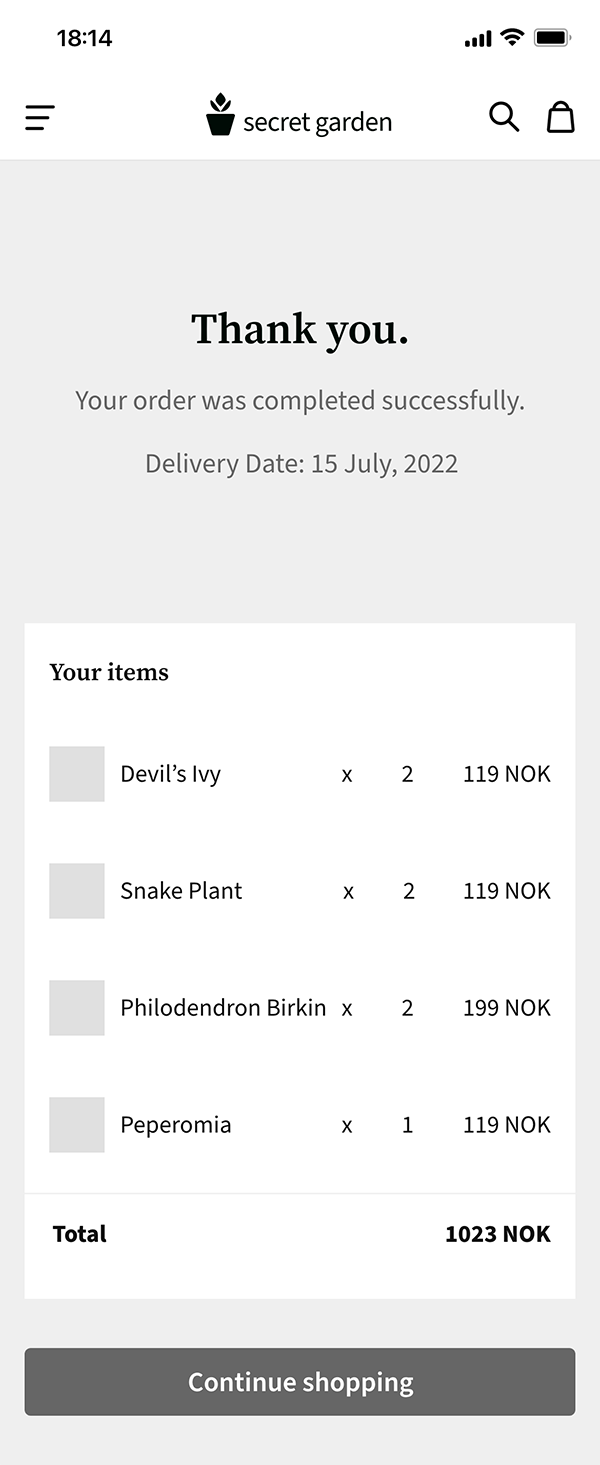 18:14
secret garden
Thank you.
Your order was completed successfully.
Delivery Date: 15 July, 2022
Your items
Devil’s Ivy x 2 119 NOK
Snake Plant x 2 119 NOK
Philodendron Birkin x 2 199 NOK
Peperomia x 1 119 NOK
Total 1023 NOK
Continue shopping